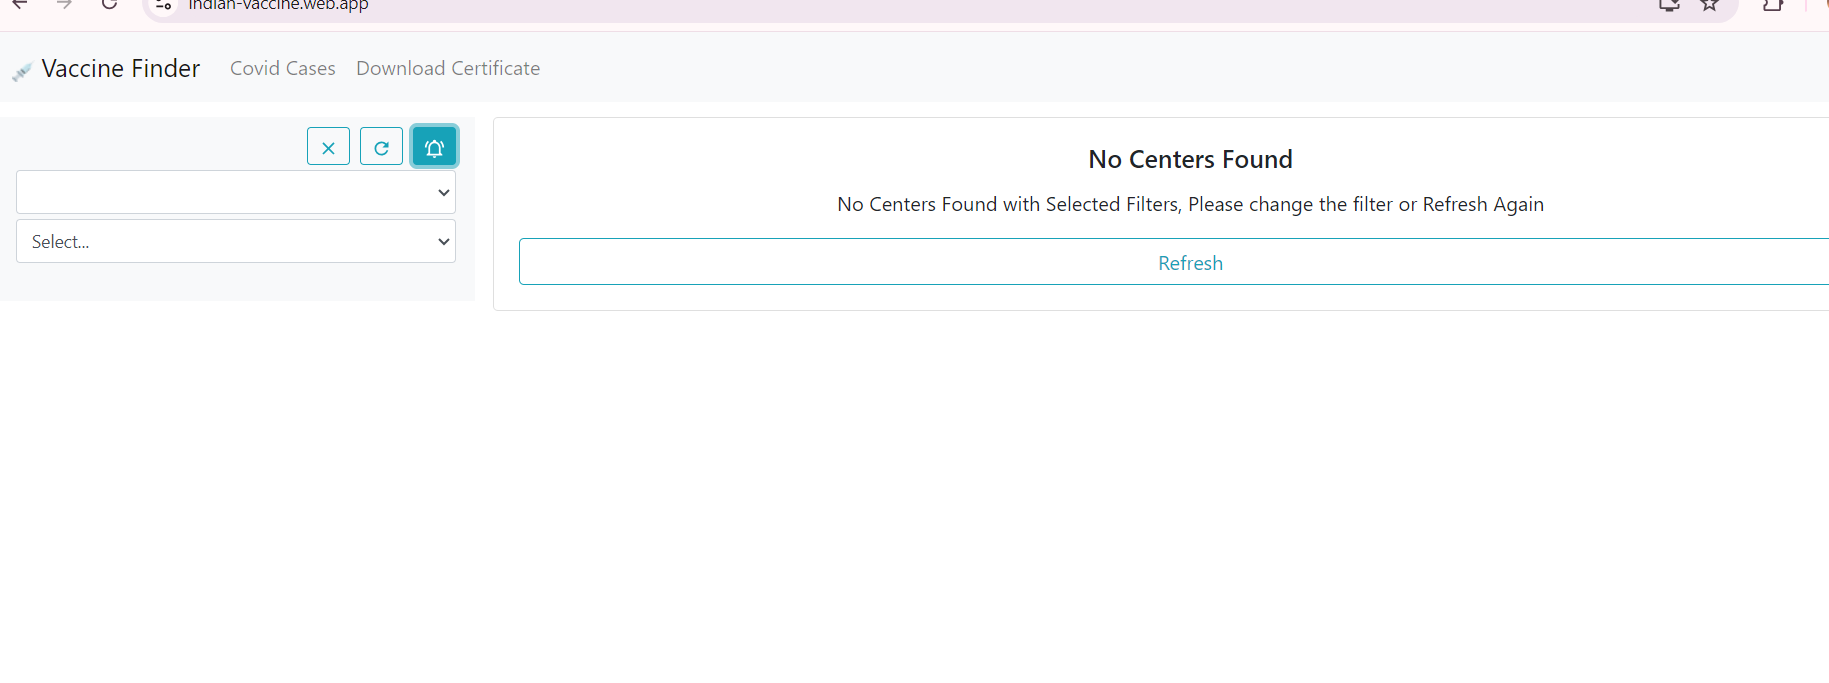 indian-vaccine.web.app
Vaccine Finder Covid Cases Download Certificate
No Centers Found
No Centers Found with Selected Filters, Please change the filter or Refresh Again
Select...
Refresh